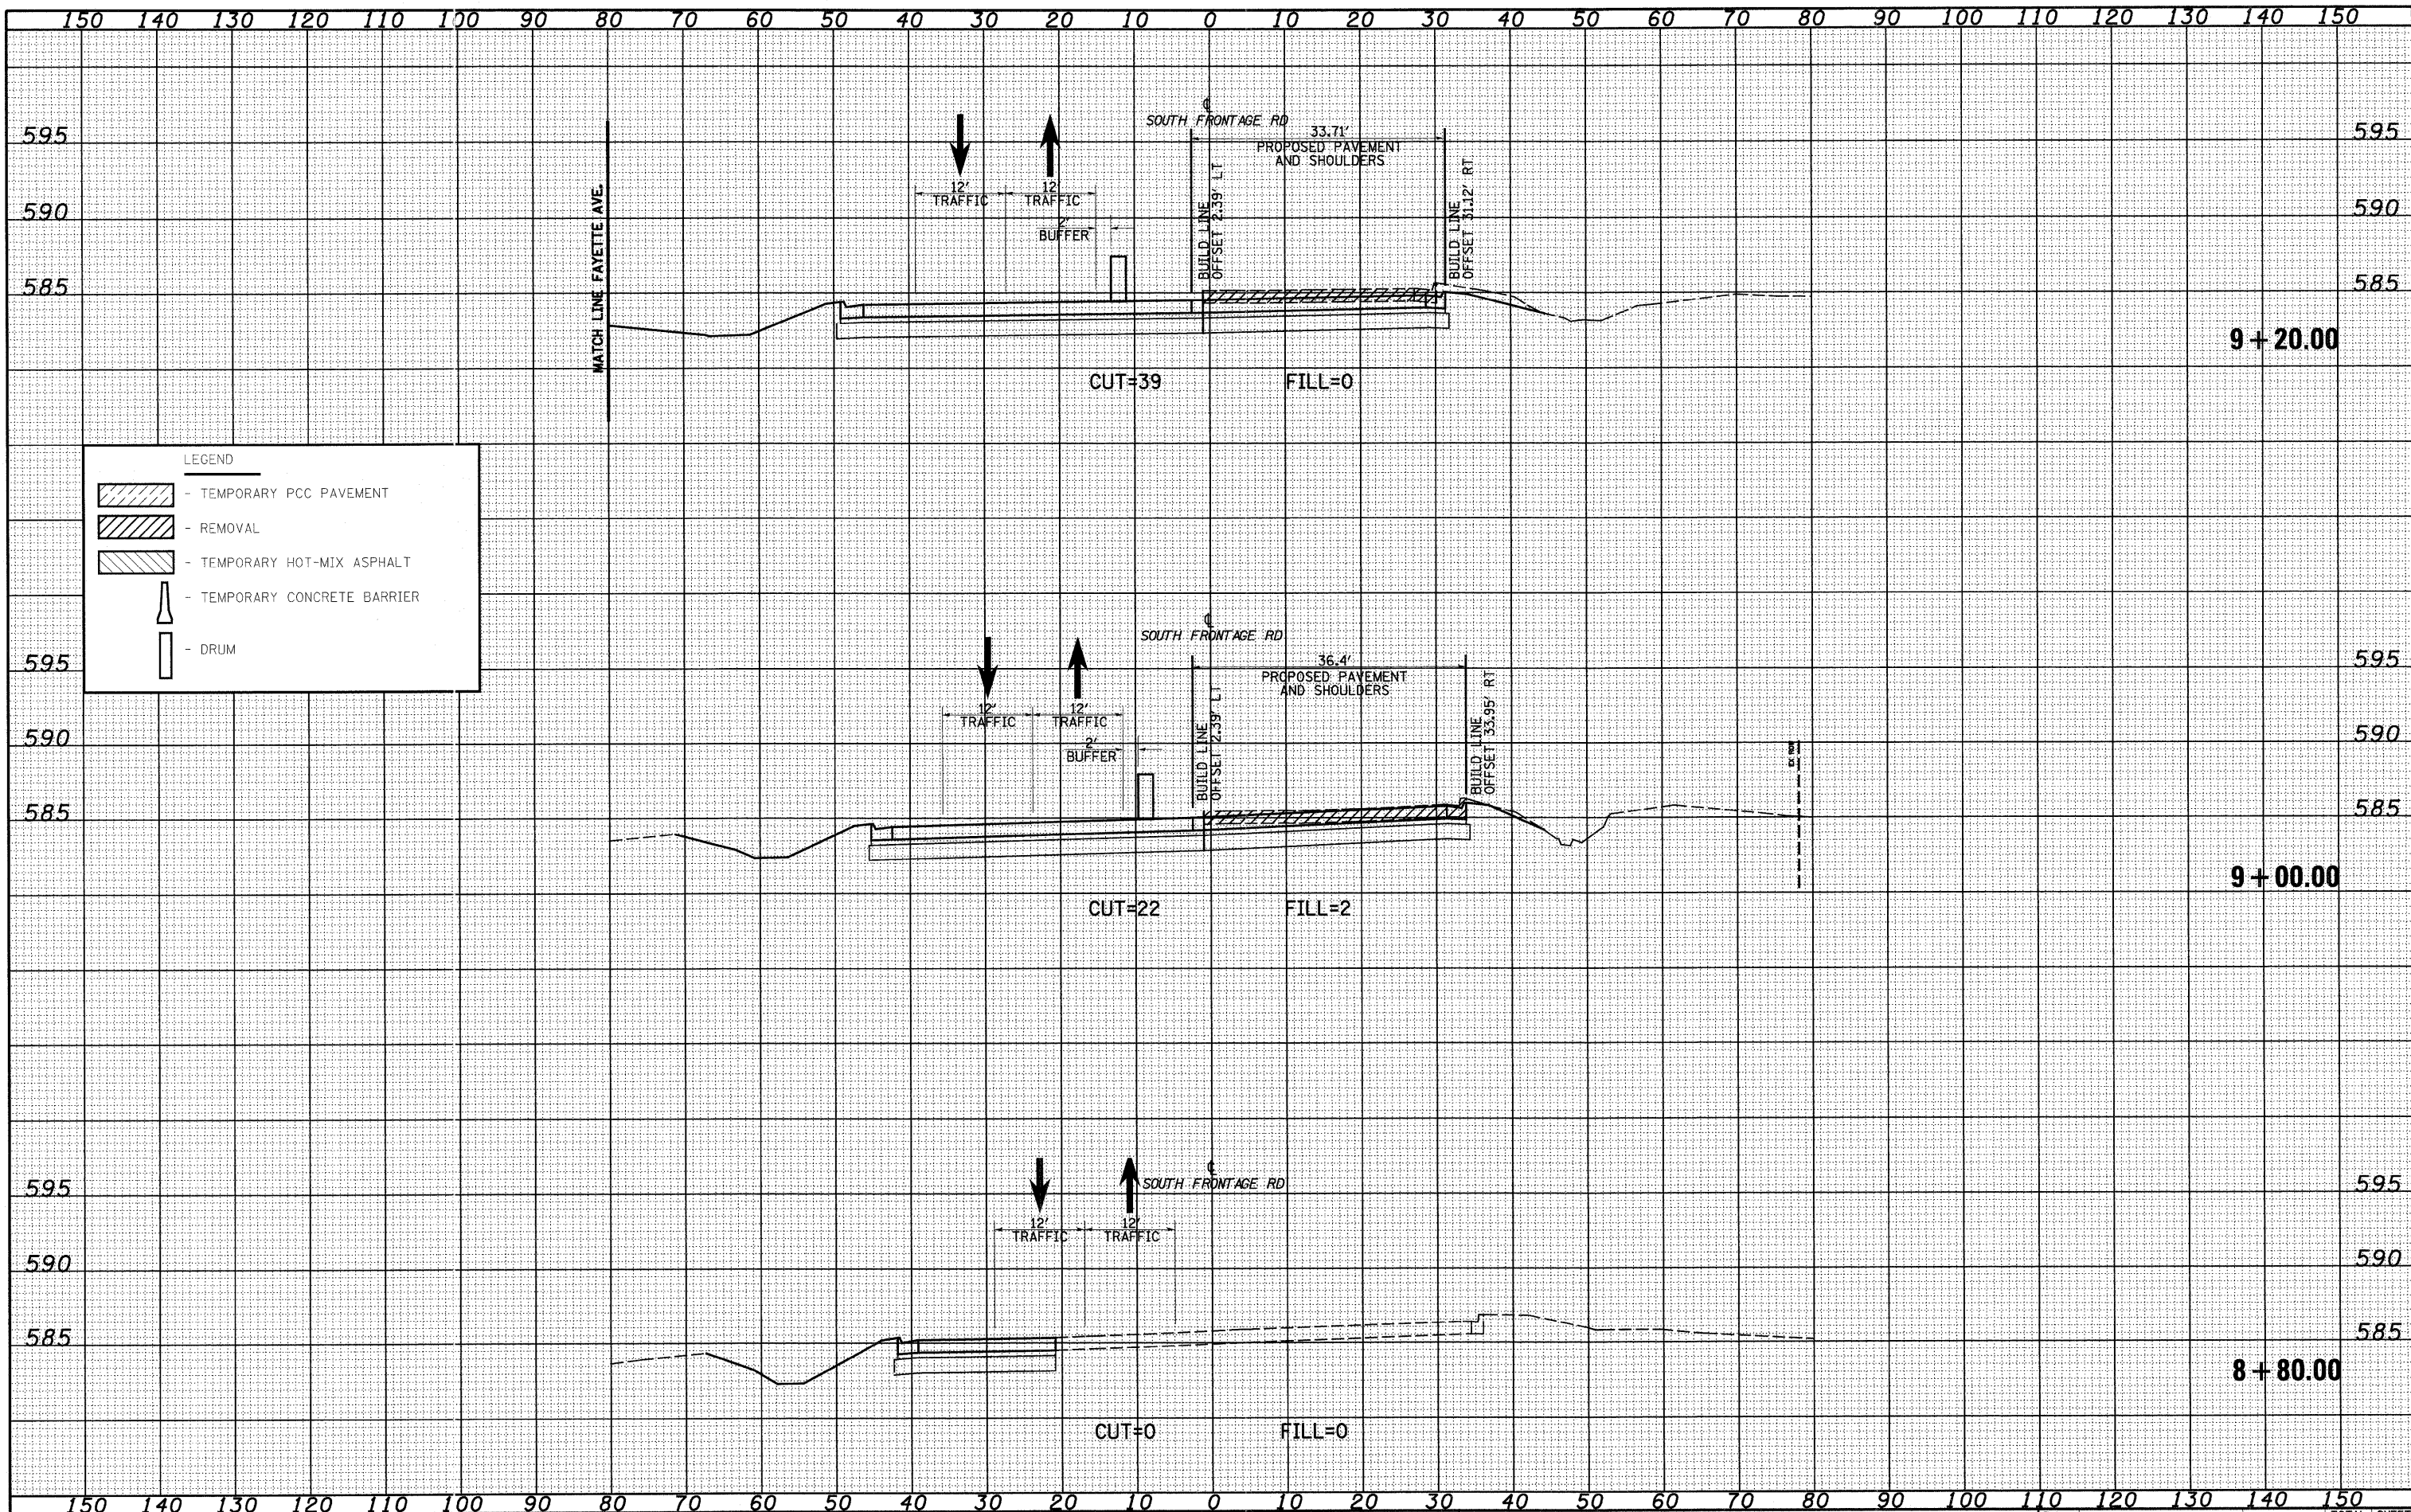 150 140 130 120 110 100 90 80 70 60 50 40 30 20 10 0 10 20 30 40 50 60 70 80 90 100 110 120 130 140 150
℄
SOUTH FRONTAGE RD
595 595
33.71'
PROPOSED PAVEMENT
AND SHOULDERS
12' 12'
TRAFFIC TRAFFIC
2'
BUFFER
590 590
MATCH LINE FAYETTE AVE.
BUILD LINE
OFFSET 2.39' LT
BUILD LINE
OFFSET 31.12' RT
585 585
9+20.00
CUT=39 FILL=0
LEGEND
- TEMPORARY PCC PAVEMENT
- REMOVAL
- TEMPORARY HOT-MIX ASPHALT
- TEMPORARY CONCRETE BARRIER
- DRUM
℄
SOUTH FRONTAGE RD
595 595
36.4'
PROPOSED PAVEMENT
AND SHOULDERS
12' 12'
TRAFFIC TRAFFIC
2'
BUFFER
590 590
BUILD LINE
OFFSET 2.39' LT
BUILD LINE
OFFSET 33.95' RT
EX ROW
585 585
9+00.00
CUT=22 FILL=2
℄
SOUTH FRONTAGE RD
595 595
12' 12'
TRAFFIC TRAFFIC
590 590
585 585
8+80.00
CUT=0 FILL=0
150 140 130 120 110 100 90 80 70 60 50 40 30 20 10 0 10 20 30 40 50 60 70 80 90 100 110 120 130 140 150